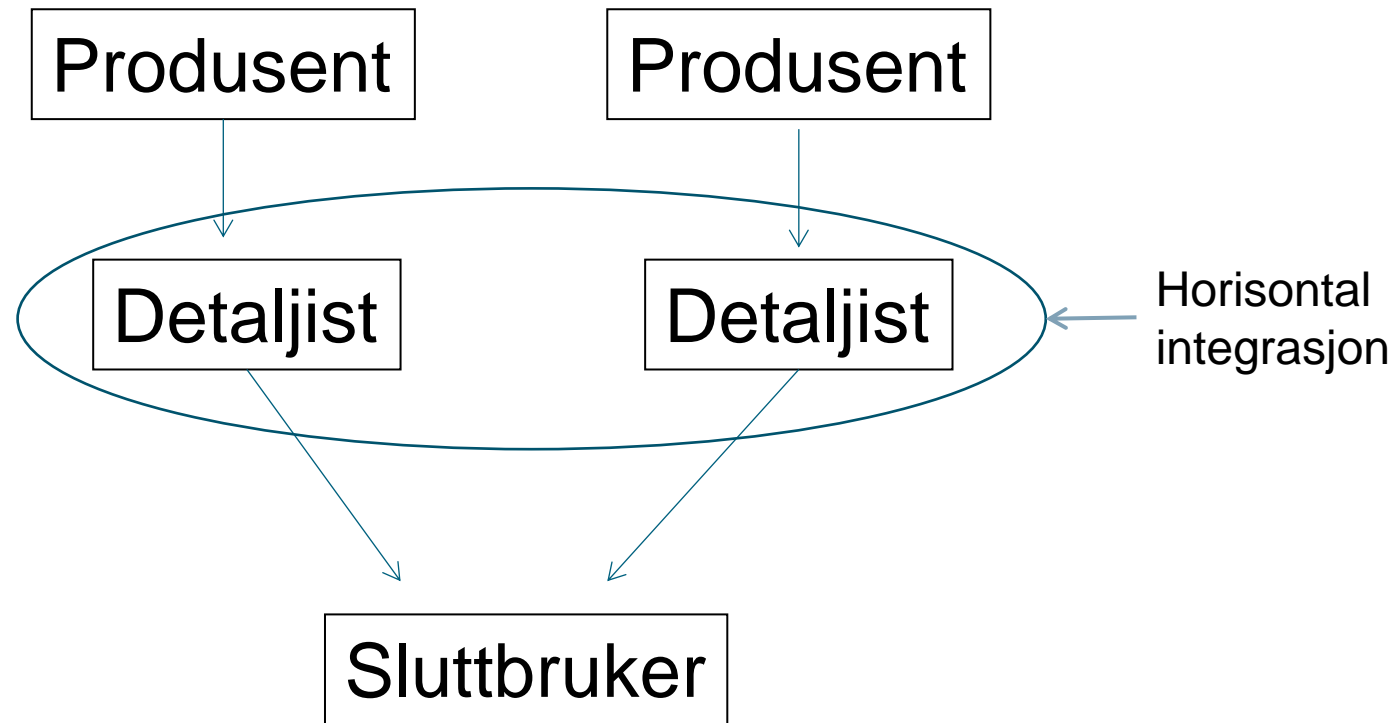 Produsent
Produsent
Detaljist
Detaljist
Horisontal
integrasjon
Sluttbruker